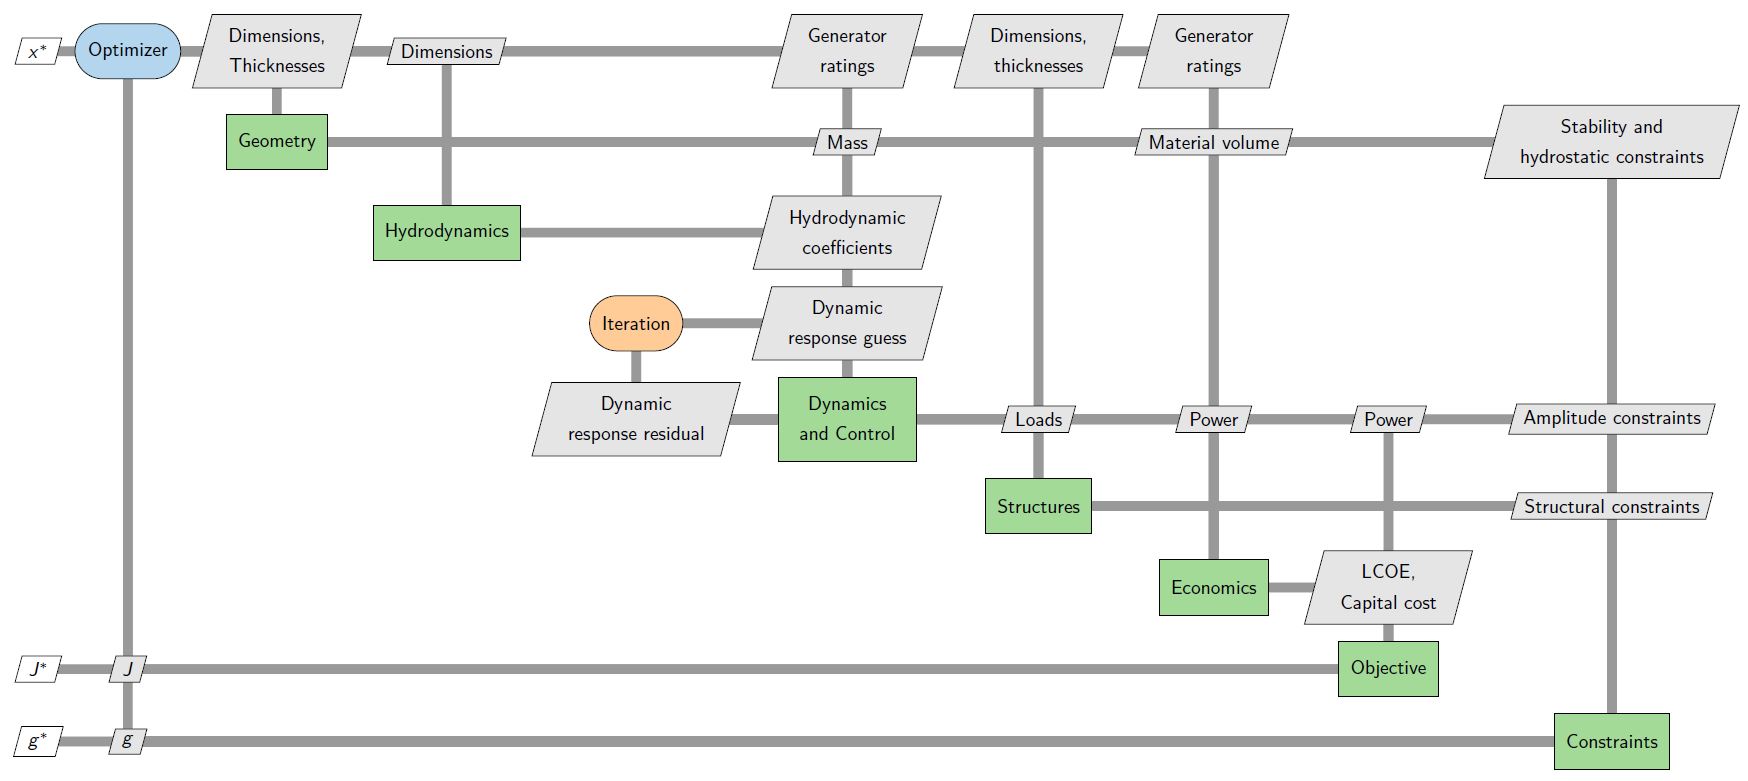 x*
Optimizer
Dimensions,
Thicknesses
Dimensions
Generator
ratings
Dimensions,
thicknesses
Generator
ratings
Geometry
Mass
Material volume
Stability and
hydrostatic constraints
Hydrodynamics
Hydrodynamic
coefficients
Iteration
Dynamic
response guess
Dynamic
response residual
Dynamics
and Control
Loads
Power
Power
Amplitude constraints
Structures
Structural constraints
Economics
LCOE,
Capital cost
J*
J
Objective
g*
g
Constraints